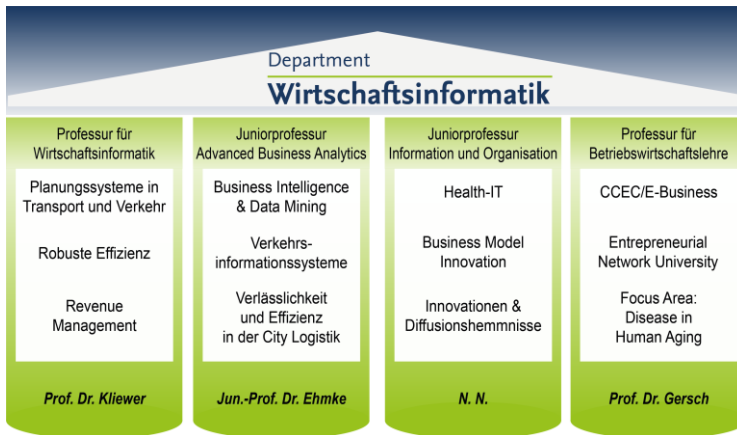 Department
Wirtschaftsinformatik
Professur für
Wirtschaftsinformatik
Planungssysteme in
Transport und Verkehr
Robuste Effizienz
Revenue
Management
Prof. Dr. Kliewer
Juniorprofessur
Advanced Business Analytics
Business Intelligence
& Data Mining
Verkehrs-
informationssysteme
Verlässlichkeit
und Effizienz
in der City Logistik
Jun.-Prof. Dr. Ehmke
Juniorprofessur
Information und Organisation
Health-IT
Business Model
Innovation
Innovationen &
Diffusionshemmnisse
N. N.
Professur für
Betriebswirtschaftslehre
CCEC/E-Business
Entrepreneurial
Network University
Focus Area:
Disease in
Human Aging
Prof. Dr. Gersch